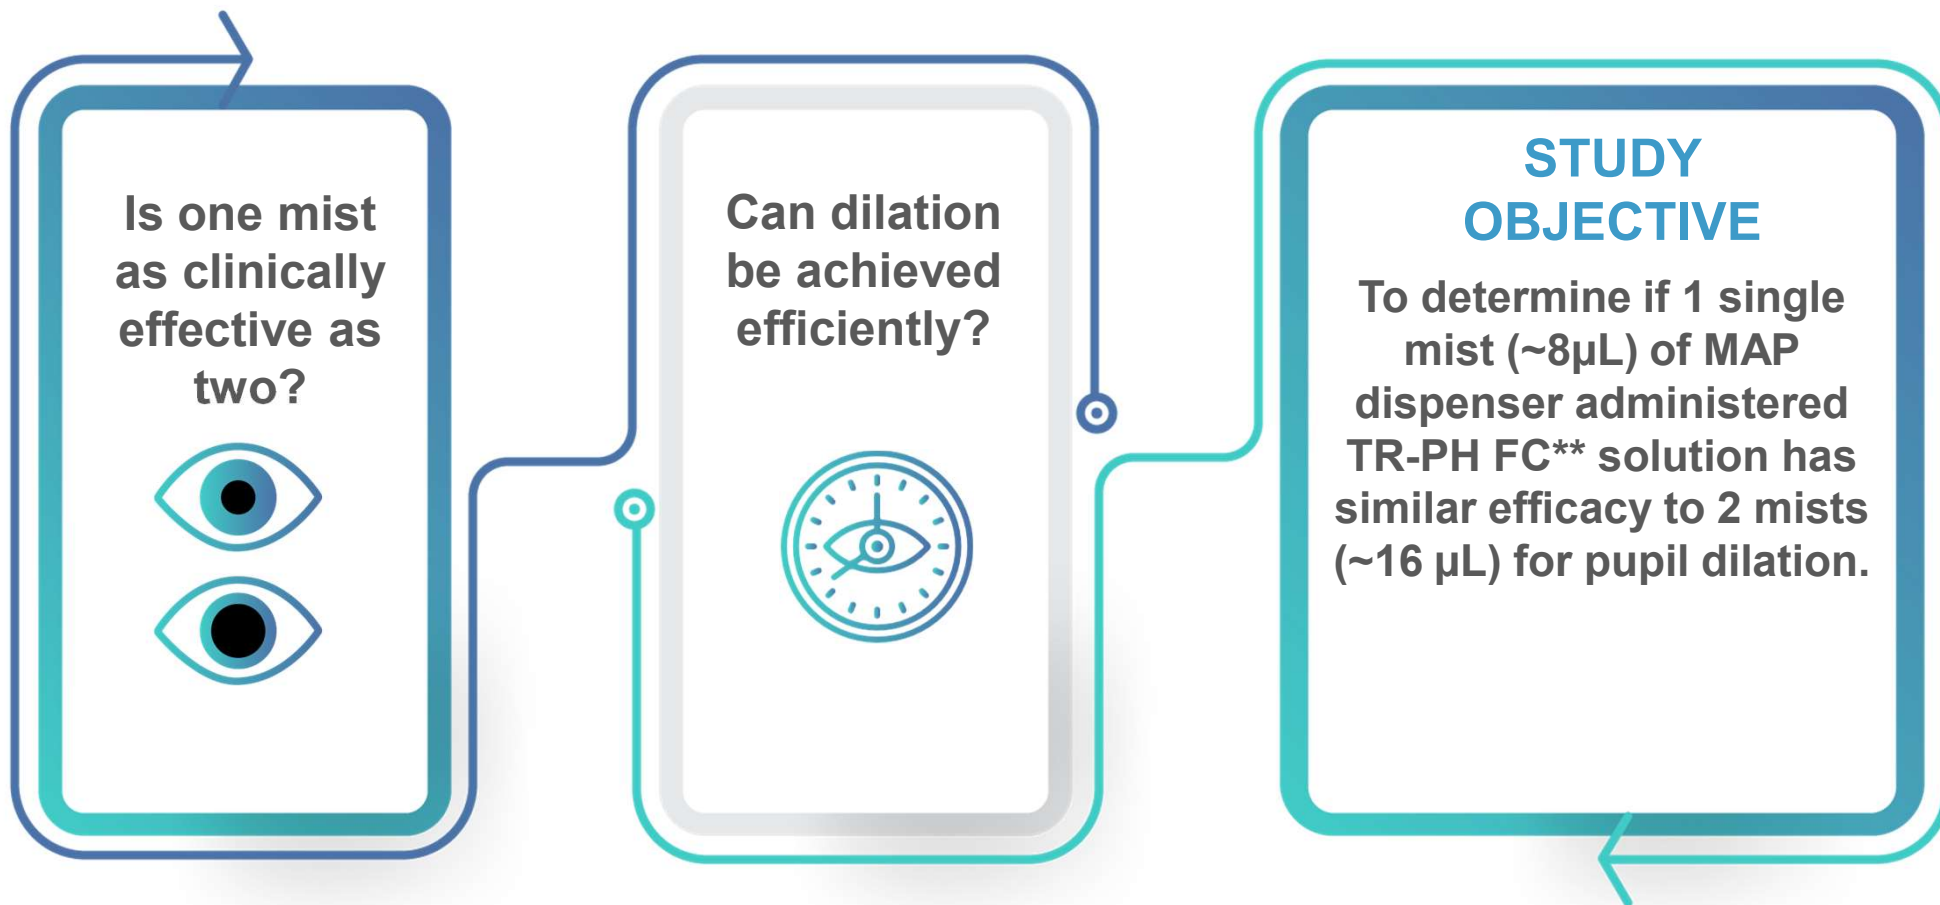 Is one mist
as clinically
effective as
two?
Can dilation
be achieved
efficiently?
STUDY
OBJECTIVE
To determine if 1 single
mist (~8µL) of MAP
dispenser administered
TR-PH FC** solution has
similar efficacy to 2 mists
(~16 µL) for pupil dilation.